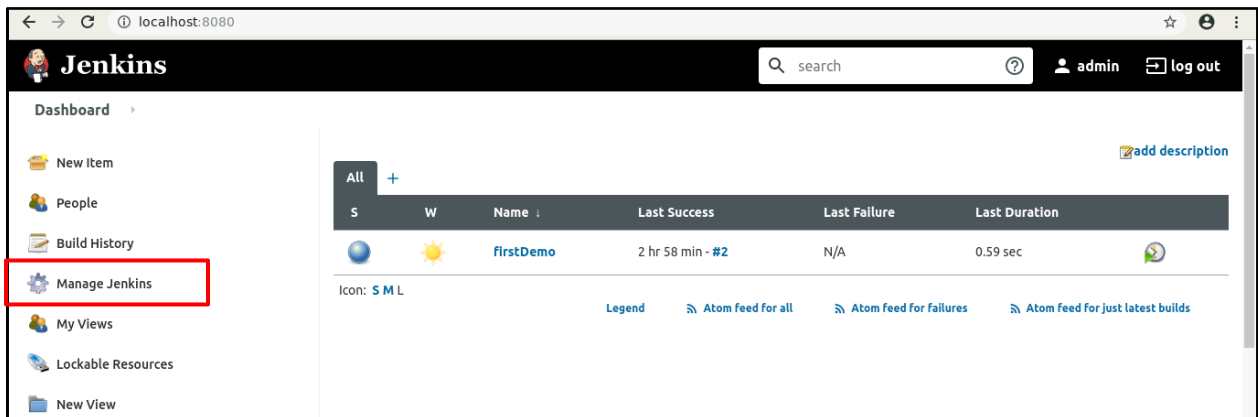 localhost:8080
Jenkins
search
admin
log out
Dashboard
New Item
People
Build History
Manage Jenkins
My Views
Lockable Resources
New View
add description
All +
S W Name ↓ Last Success Last Failure Last Duration
firstDemo 2 hr 58 min - #2 N/A 0.59 sec
Icon: S M L
Legend Atom feed for all Atom feed for failures Atom feed for just latest builds